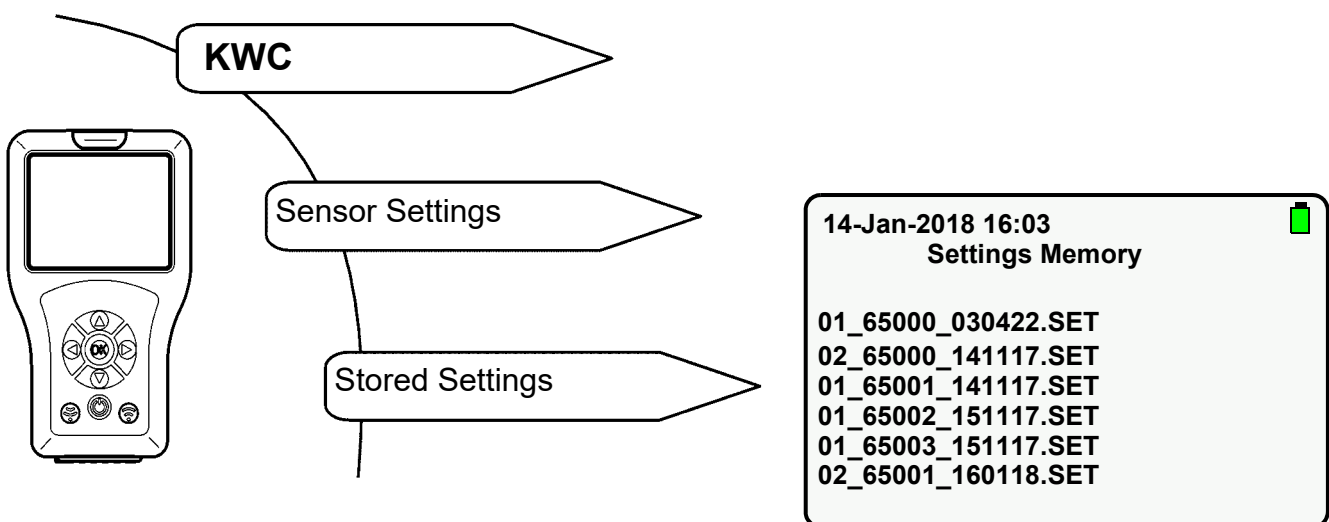 KWC
Sensor Settings
Stored Settings
OK
14-Jan-2018 16:03
Settings Memory
01_65000_030422.SET
02_65000_141117.SET
01_65001_141117.SET
01_65002_151117.SET
01_65003_151117.SET
02_65001_160118.SET